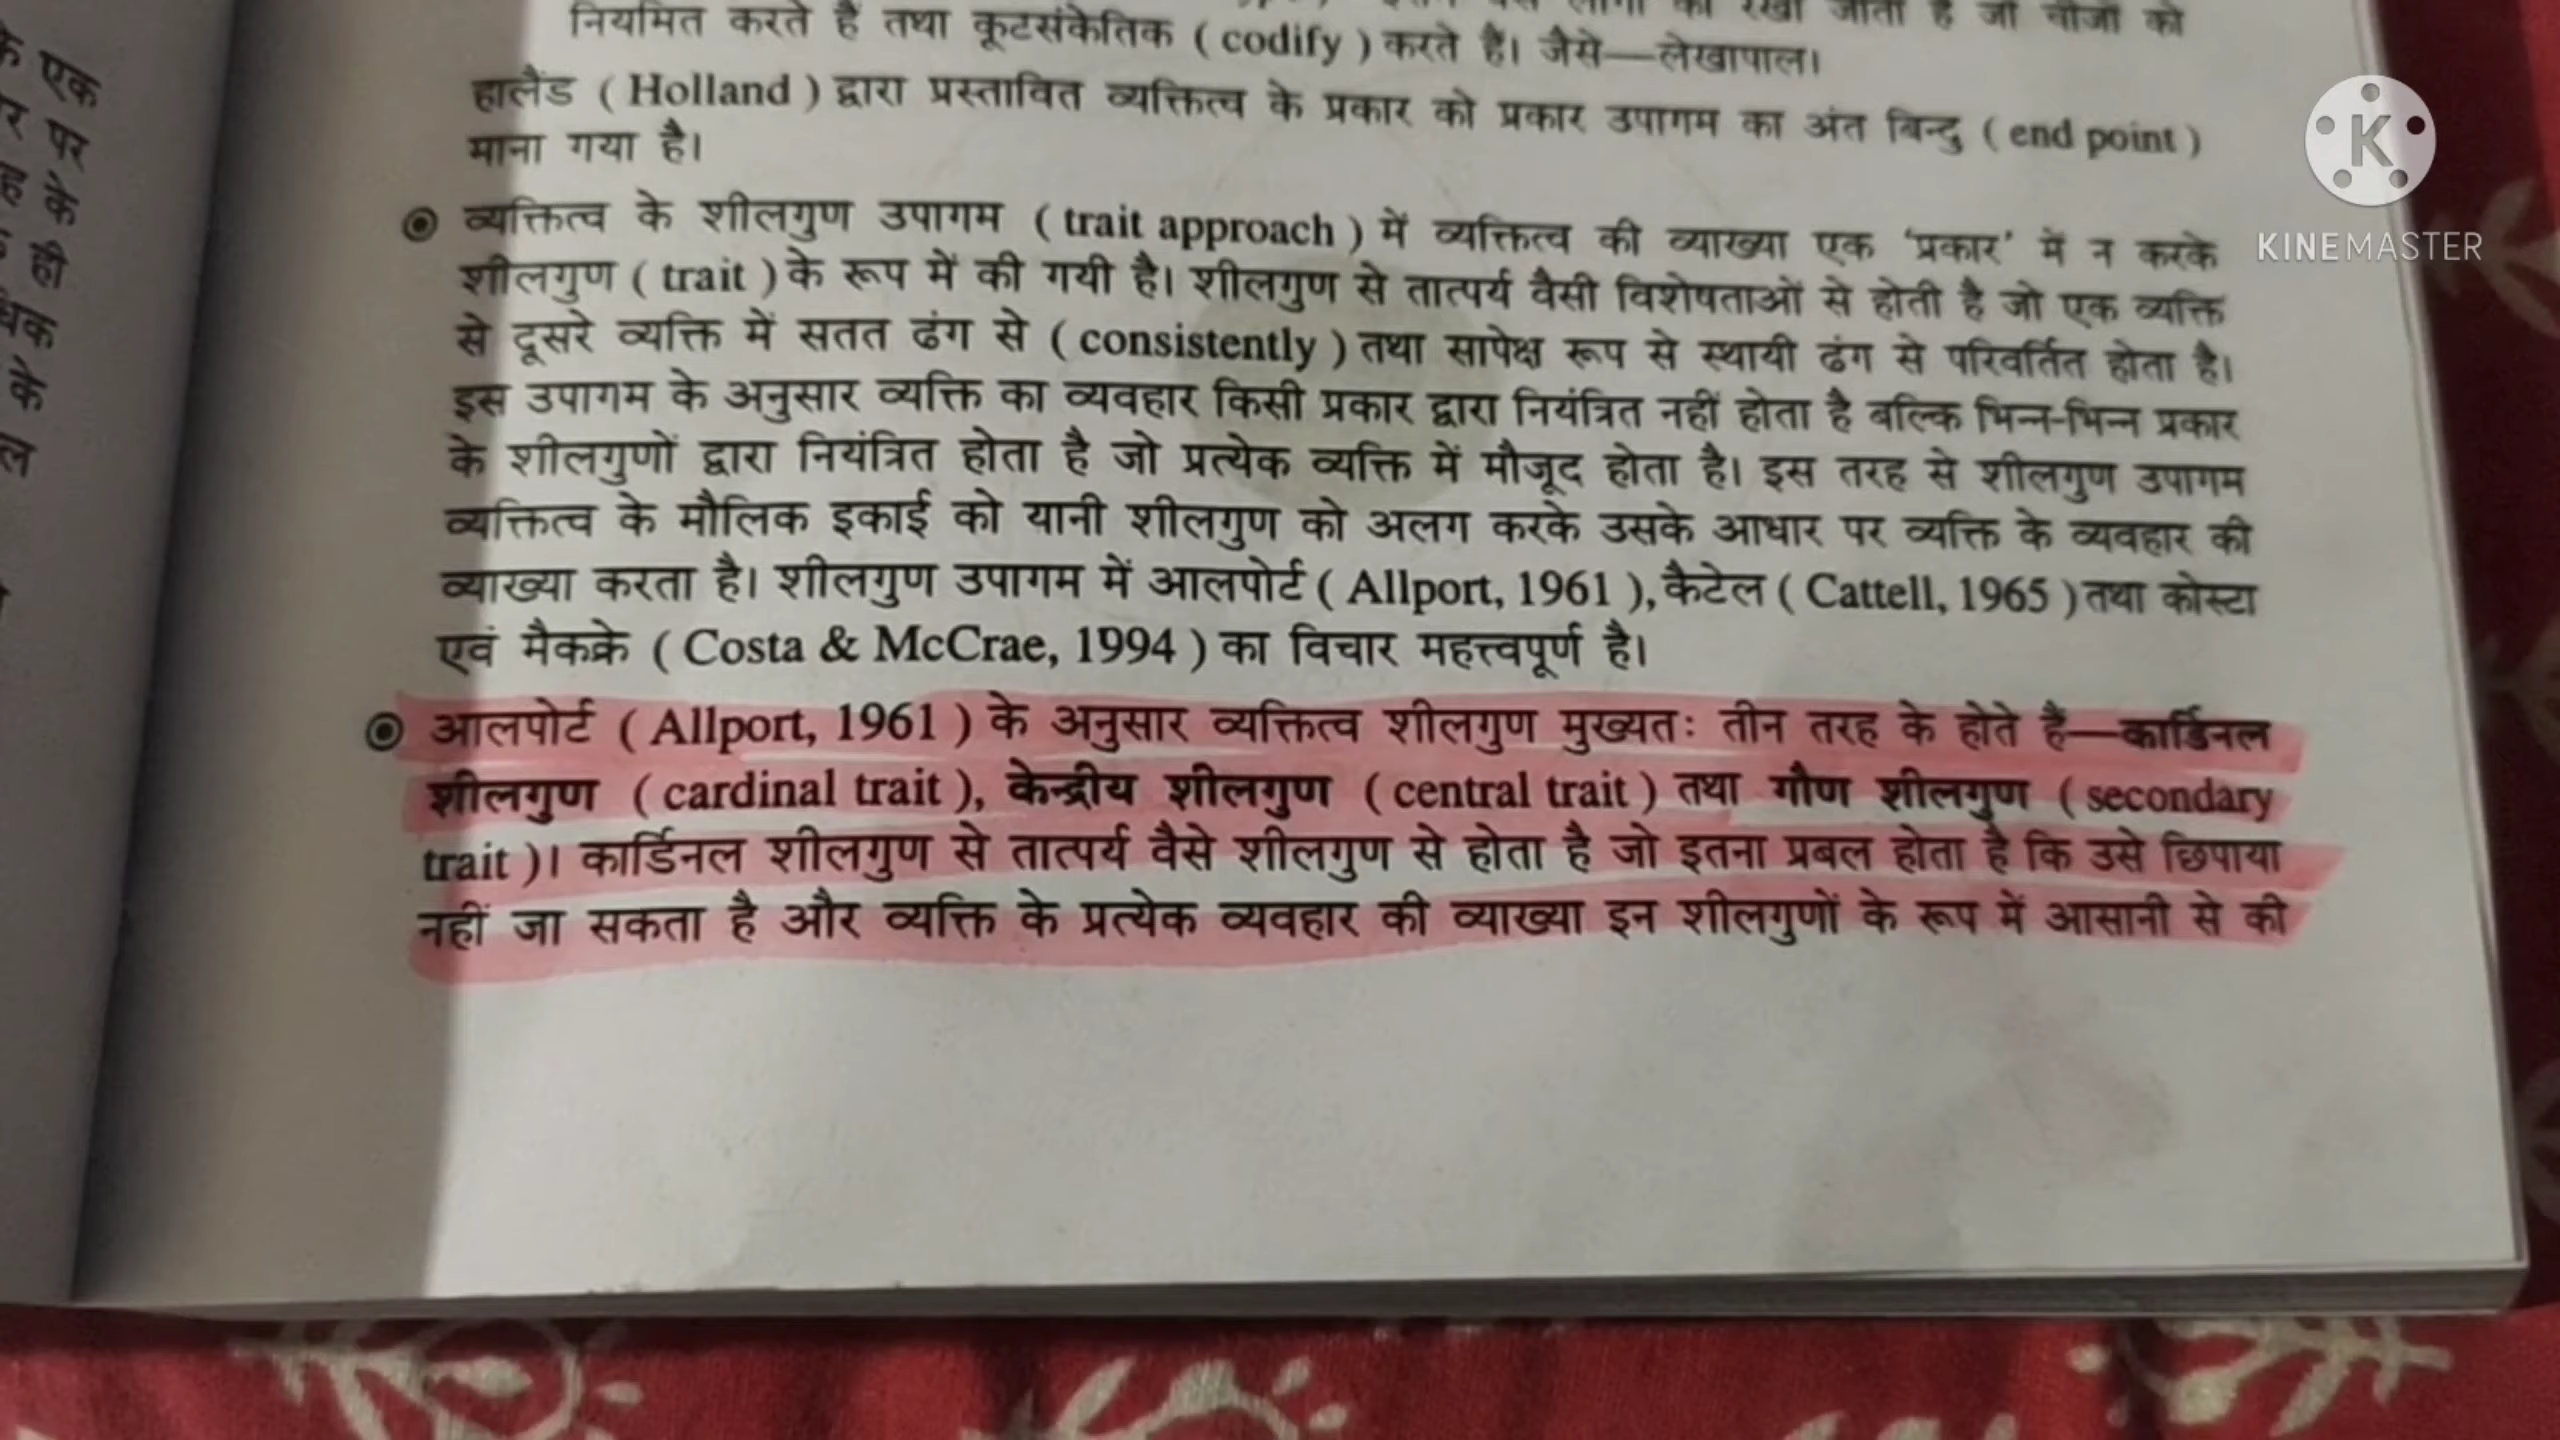 के एक
पर
ह के
ही
के
ल
रखा जाता है जो चीजों को
नियमित करते हैं तथा कूटसंकेतिक ( codify ) करते हैं। जैसे—लेखापाल।
हालैंड ( Holland ) द्वारा प्रस्तावित व्यक्तित्व के प्रकार को प्रकार उपागम का अंत बिन्दु ( end point )
माना गया है।
व्यक्तित्व के शीलगुण उपागम ( trait approach ) में व्यक्तित्व की व्याख्या एक ‘प्रकार’ में न करके
शीलगुण ( trait ) के रूप में की गयी है। शीलगुण से तात्पर्य वैसी विशेषताओं से होती है जो एक व्यक्ति
से दूसरे व्यक्ति में सतत ढंग से ( consistently ) तथा सापेक्ष रूप से स्थायी ढंग से परिवर्तित होता है।
इस उपागम के अनुसार व्यक्ति का व्यवहार किसी प्रकार द्वारा नियंत्रित नहीं होता है बल्कि भिन्न-भिन्न प्रकार
के शीलगुणों द्वारा नियंत्रित होता है जो प्रत्येक व्यक्ति में मौजूद होता है। इस तरह से शीलगुण उपागम
व्यक्तित्व के मौलिक इकाई को यानी शीलगुण को अलग करके उसके आधार पर व्यक्ति के व्यवहार की
व्याख्या करता है। शीलगुण उपागम में आलपोर्ट ( Allport, 1961 ), कैटेल ( Cattell, 1965 ) तथा कोस्टा
एवं मैकक्रे ( Costa & McCrae, 1994 ) का विचार महत्त्वपूर्ण है।
आलपोर्ट ( Allport, 1961 ) के अनुसार व्यक्तित्व शीलगुण मुख्यतः तीन तरह के होते है—कार्डिनल
शीलगुण ( cardinal trait ), केन्द्रीय शीलगुण ( central trait ) तथा गौण शीलगुण ( secondary
trait )। कार्डिनल शीलगुण से तात्पर्य वैसे शीलगुण से होता है जो इतना प्रबल होता है कि उसे छिपाया
नहीं जा सकता है और व्यक्ति के प्रत्येक व्यवहार की व्याख्या इन शीलगुणों के रूप में आसानी से की
K
KINEMASTER